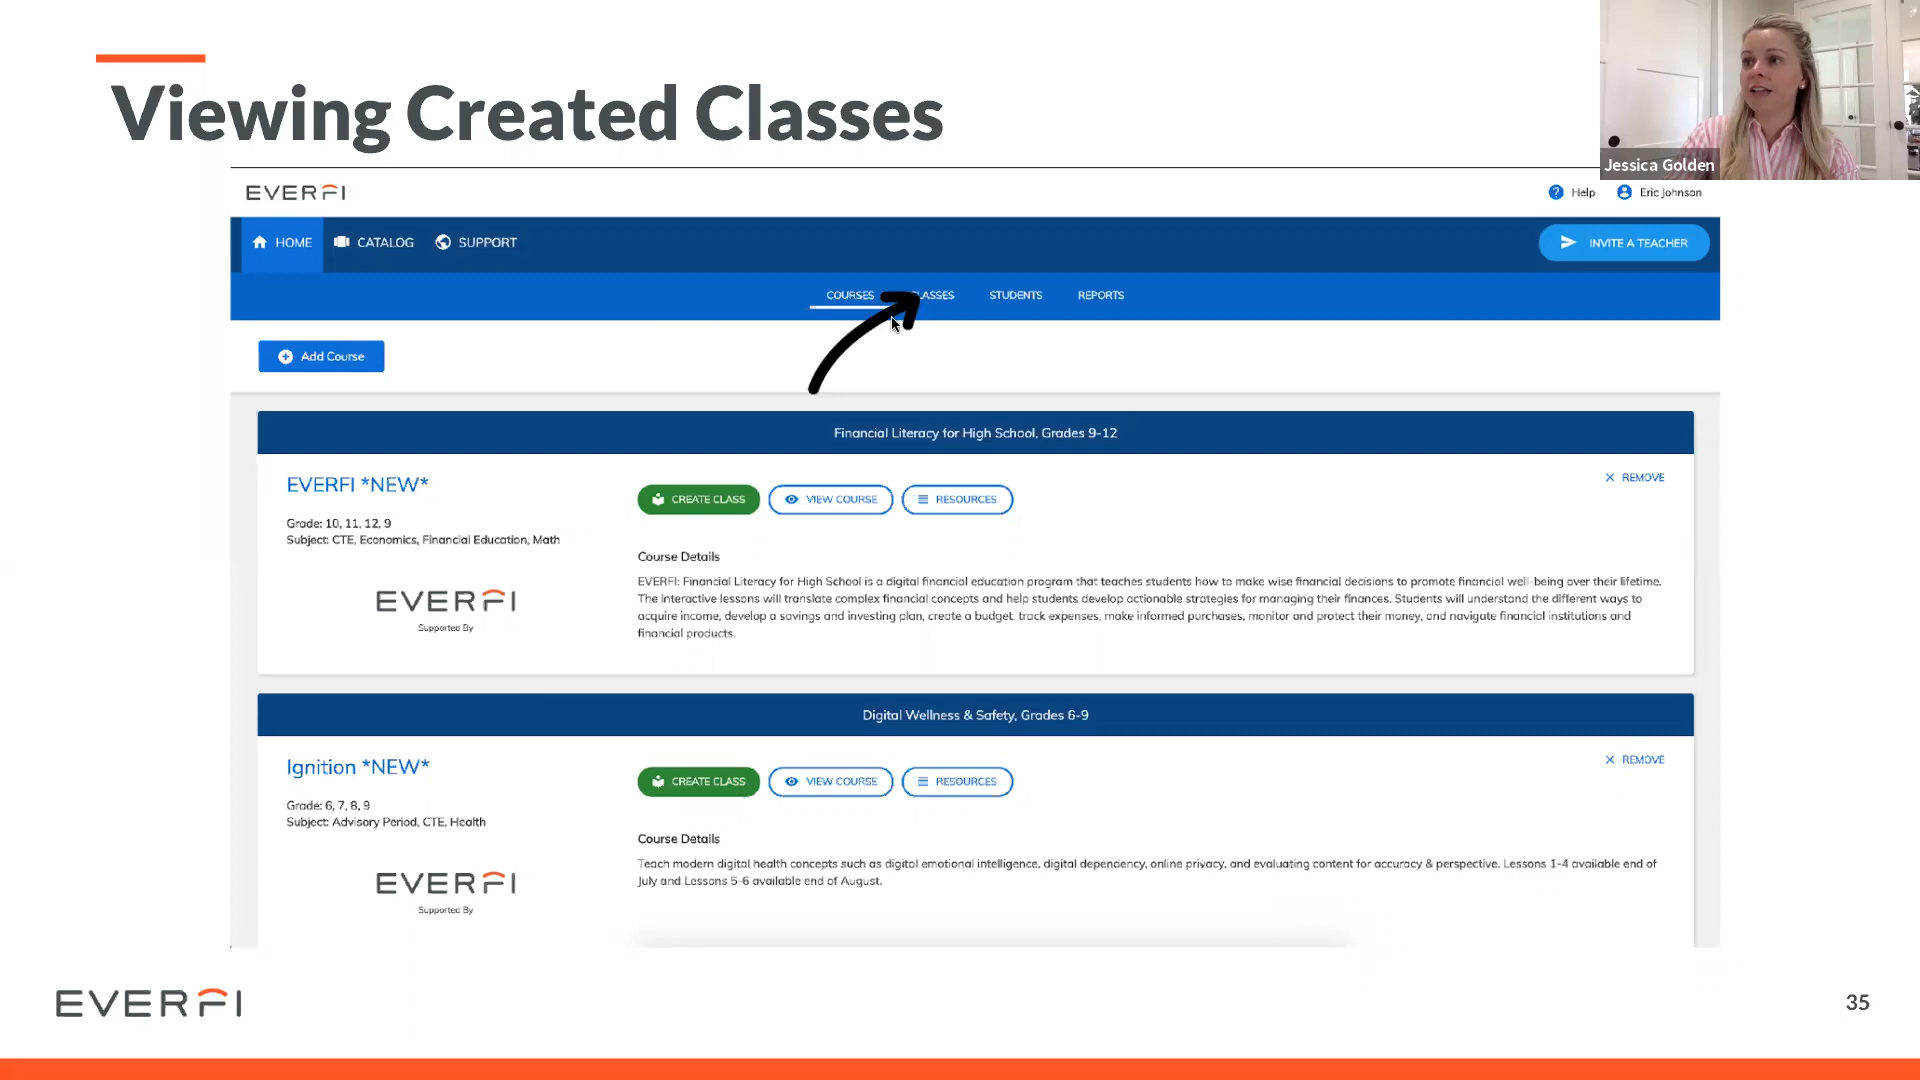 Viewing Created Classes
Jessica Golden
EVERFI
Help
Eric Johnson
HOME
CATALOG
SUPPORT
INVITE A TEACHER
COURSES
STUDENTS
REPORTS
Add Course
Financial Literacy for High School, Grades 9-12
EVERFI *NEW*
REMOVE
Grade: 10, 11, 12, 9
Subject: CTE, Economics, Financial Education, Math
CREATE CLASS
VIEW COURSE
RESOURCES
EVERFI
Supported By
Course Details
EVERFI: Financial Literacy for High School is a digital financial education program that teaches students how to make wise financial decisions to promote financial well-being over their lifetime.
The interactive lessons will translate complex financial concepts and help students develop actionable strategies for managing their finances. Students will understand the different ways to
acquire income, develop a savings and investing plan, create a budget, track expenses, make informed purchases, monitor and protect their money, and navigate financial institutions and
financial products.
Digital Wellness & Safety, Grades 6-9
Ignition *NEW*
REMOVE
Grade: 6, 7, 8, 9
Subject: Advisory Period, CTE, Health
CREATE CLASS
VIEW COURSE
RESOURCES
EVERFI
Supported By
Course Details
Teach modern digital health concepts such as digital emotional intelligence, digital dependency, online privacy, and evaluating content for accuracy & perspective. Lessons 1-4 available end of
July and Lessons 5-6 available end of August.
EVERFI
35